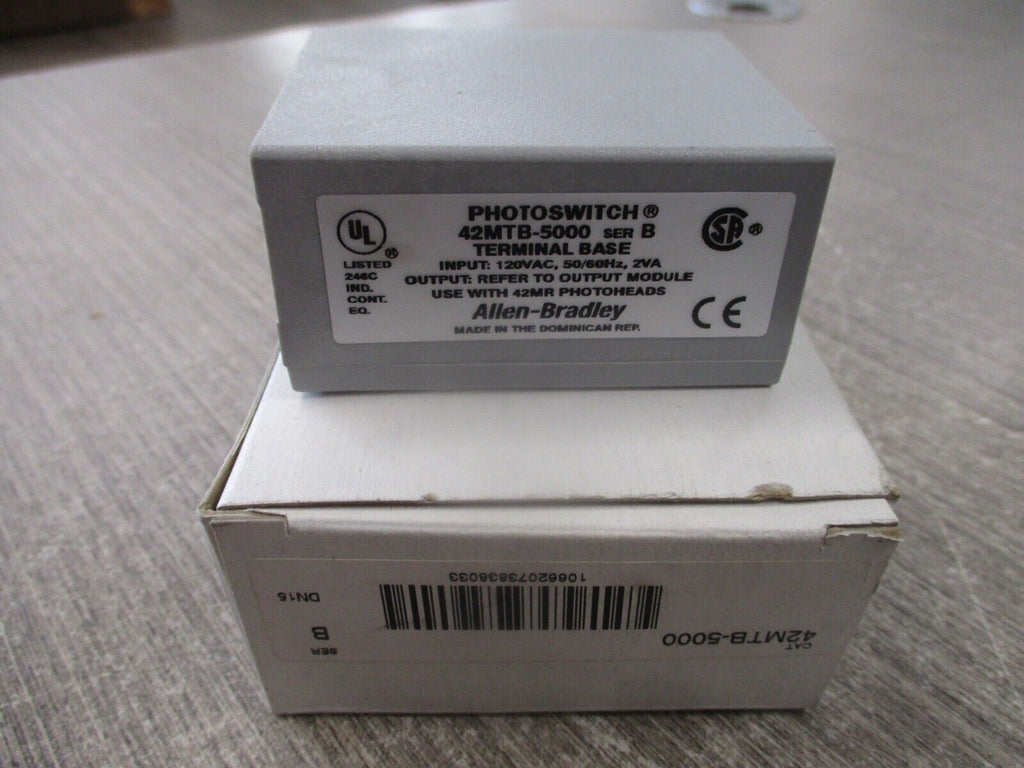 PHOTOSWITCH®
42MTB-5000 SER B
TERMINAL BASE
INPUT: 120VAC, 50/60Hz, 2VA
OUTPUT: REFER TO OUTPUT MODULE
USE WITH 42MR PHOTOHEADS
Allen-Bradley
MADE IN THE DOMINICAN REP.
UL®
LISTED
246C
IND.
CONT.
EQ.
SA®
CE
CAT
42MTB-5000
SER
B
DN15
10662073838033